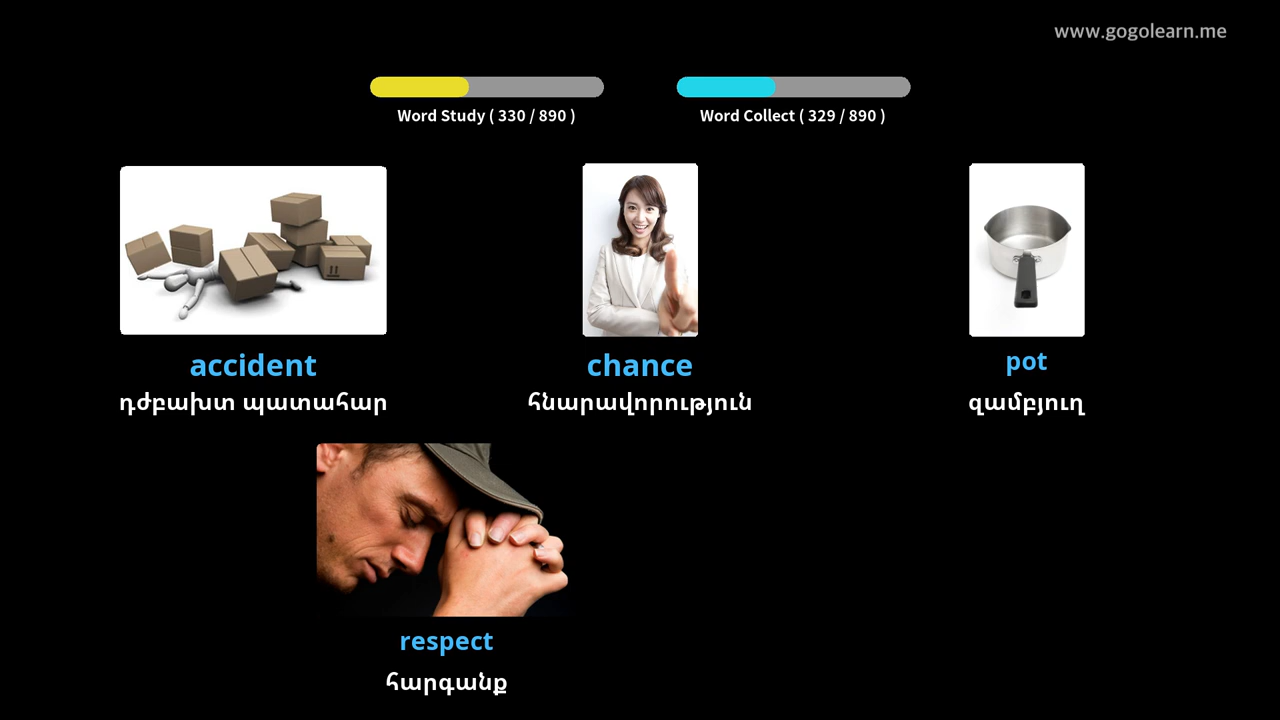 www.gogolearn.me
Word Study ( 330 / 890 )
Word Collect ( 329 / 890 )
accident
դժբախտ պատահար
chance
հնարավորություն
pot
զամբյուղ
respect
հարգանք